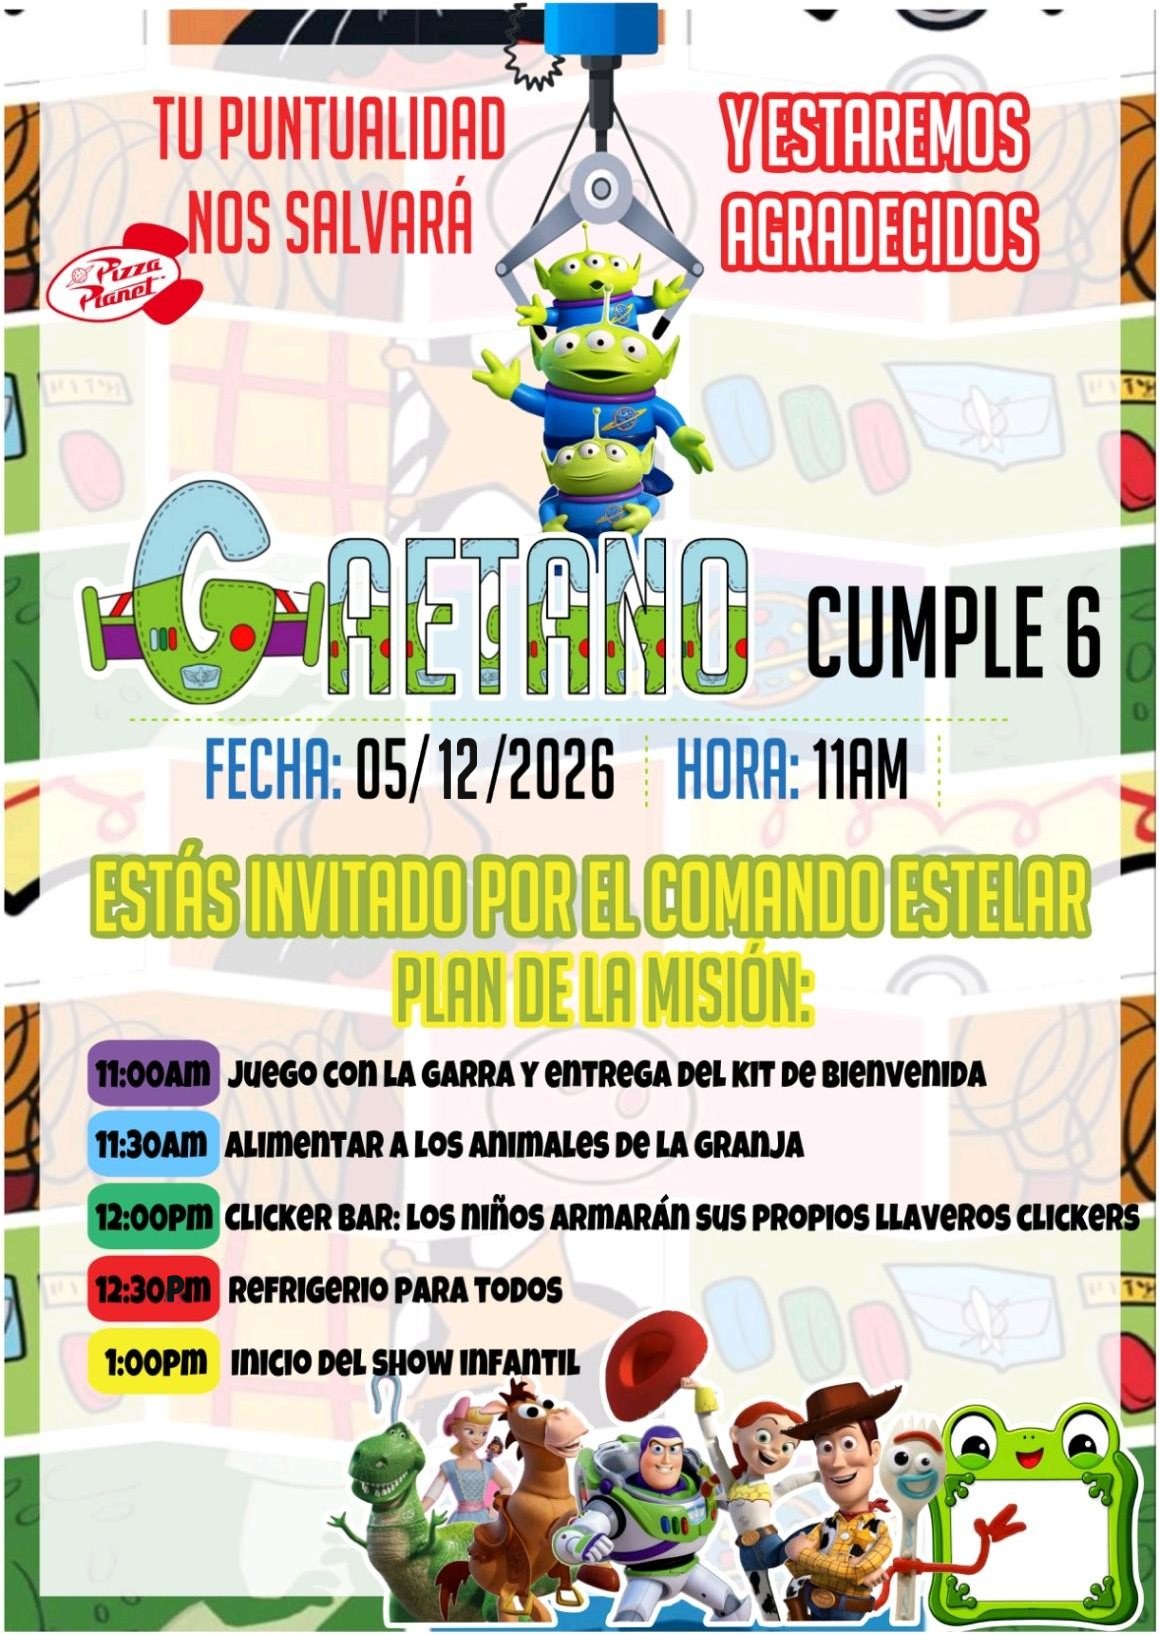 TU PUNTUALIDAD
NOS SALVARÁ
Y ESTAREMOS
AGRADECIDOS
Pizza
Planet
GAETANO CUMPLE 6
FECHA: 05/12/2026 HORA: 11AM
ESTÁS INVITADO POR EL COMANDO ESTELAR
PLAN DE LA MISIÓN:
11:00AM JUEGO CON LA GARRA Y ENTREGA DEL KIT DE BIENVENIDA
11:30AM ALIMENTAR A LOS ANIMALES DE LA GRANJA
12:00PM CLICKER BAR: LOS NIÑOS ARMARÁN SUS PROPIOS LLAVEROS CLICKERS
12:30PM REFRIGERIO PARA TODOS
1:00PM INICIO DEL SHOW INFANTIL